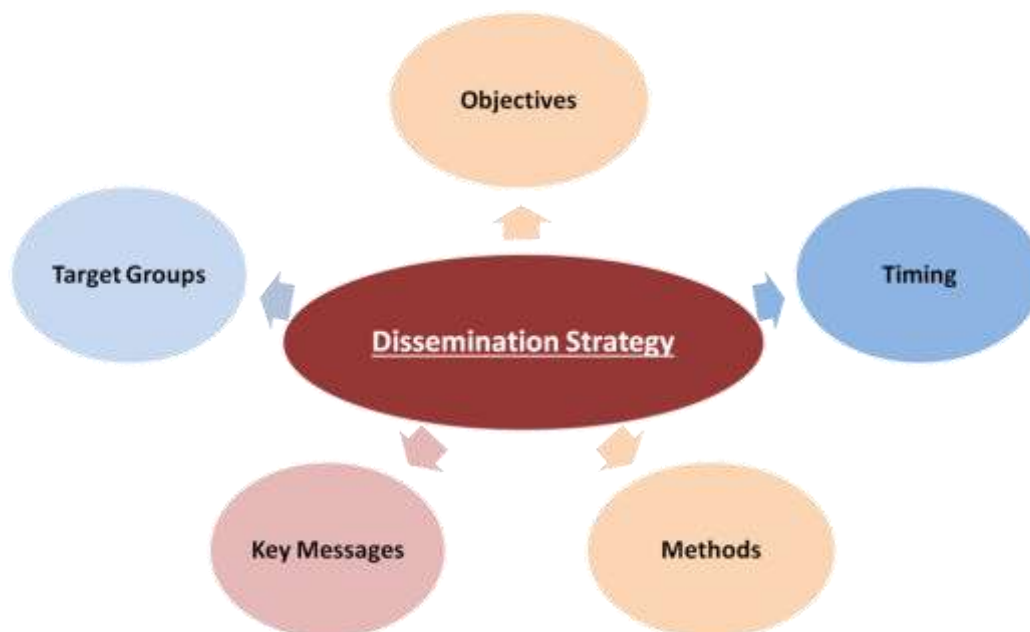 Objectives
Target Groups
Timing
Dissemination Strategy
Key Messages
Methods